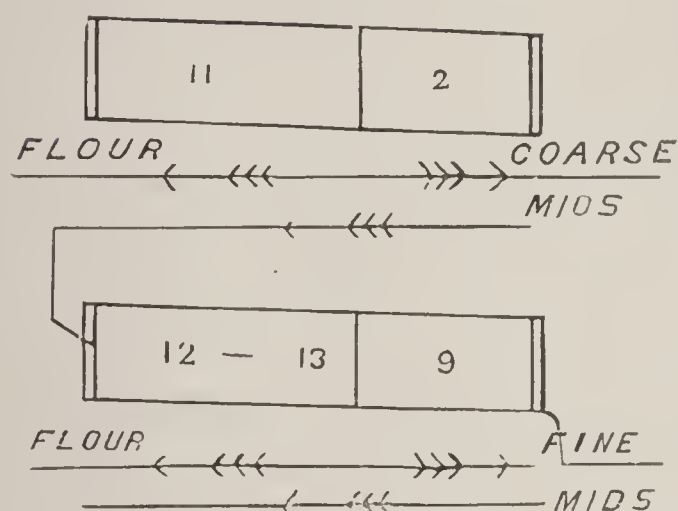 11 2
FLOUR COARSE
MIDS
12 — 13 9
FLOUR FINE
MIDS